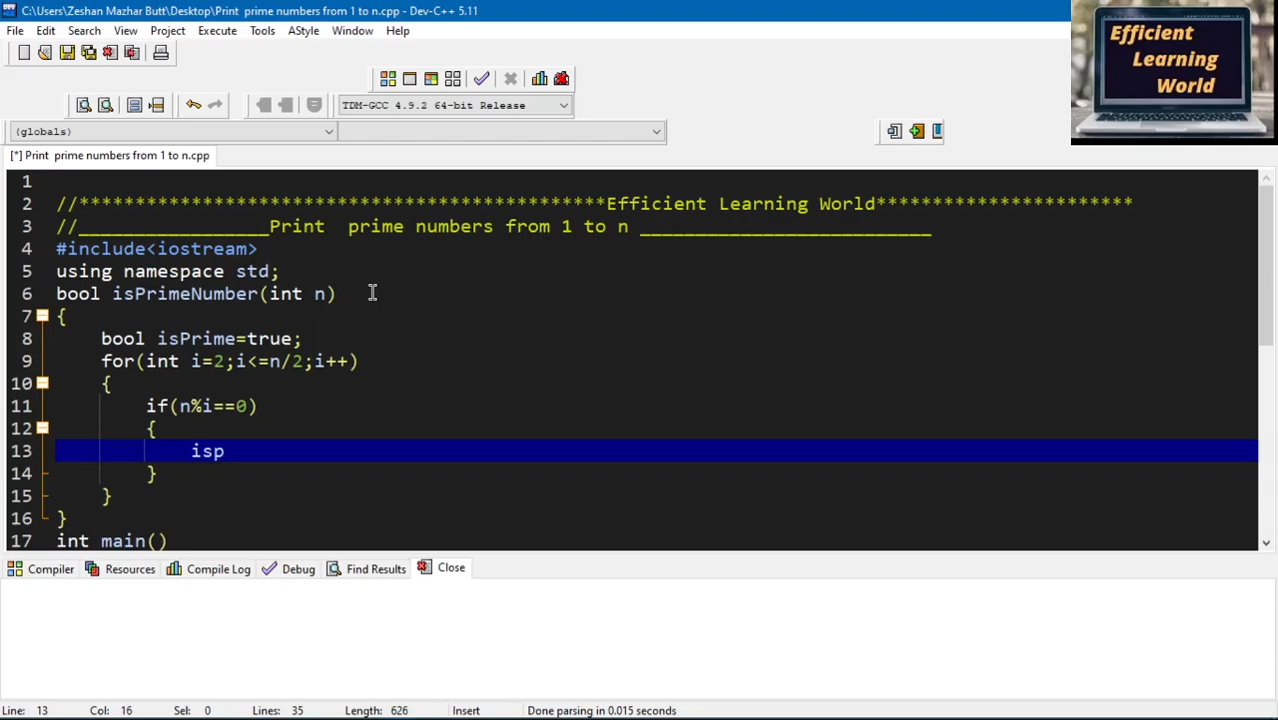 C:\Users\Zeshan Mazhar Butt\Desktop\Print  prime numbers from 1 to n.cpp - Dev-C++ 5.11
File Edit Search View Project Execute Tools AStyle Window Help
Efficient
Learning
World
TDM-GCC 4.9.2 64-bit Release
(globals)
[*] Print  prime numbers from 1 to n.cpp
1
2 //***********************************************Efficient Learning World***********************
3 //_________________Print  prime numbers from 1 to n __________________________
4 #include<iostream>
5 using namespace std;
6 bool isPrimeNumber(int n)
7 {
8 bool isPrime=true;
9 for(int i=2;i<=n/2;i++)
10 {
11 if(n%i==0)
12 {
13 isp
14 }
15 }
16 }
17 int main()
Compiler Resources Compile Log Debug Find Results Close
Line: 13 Col: 16 Sel: 0 Lines: 35 Length: 626 Insert Done parsing in 0.015 seconds